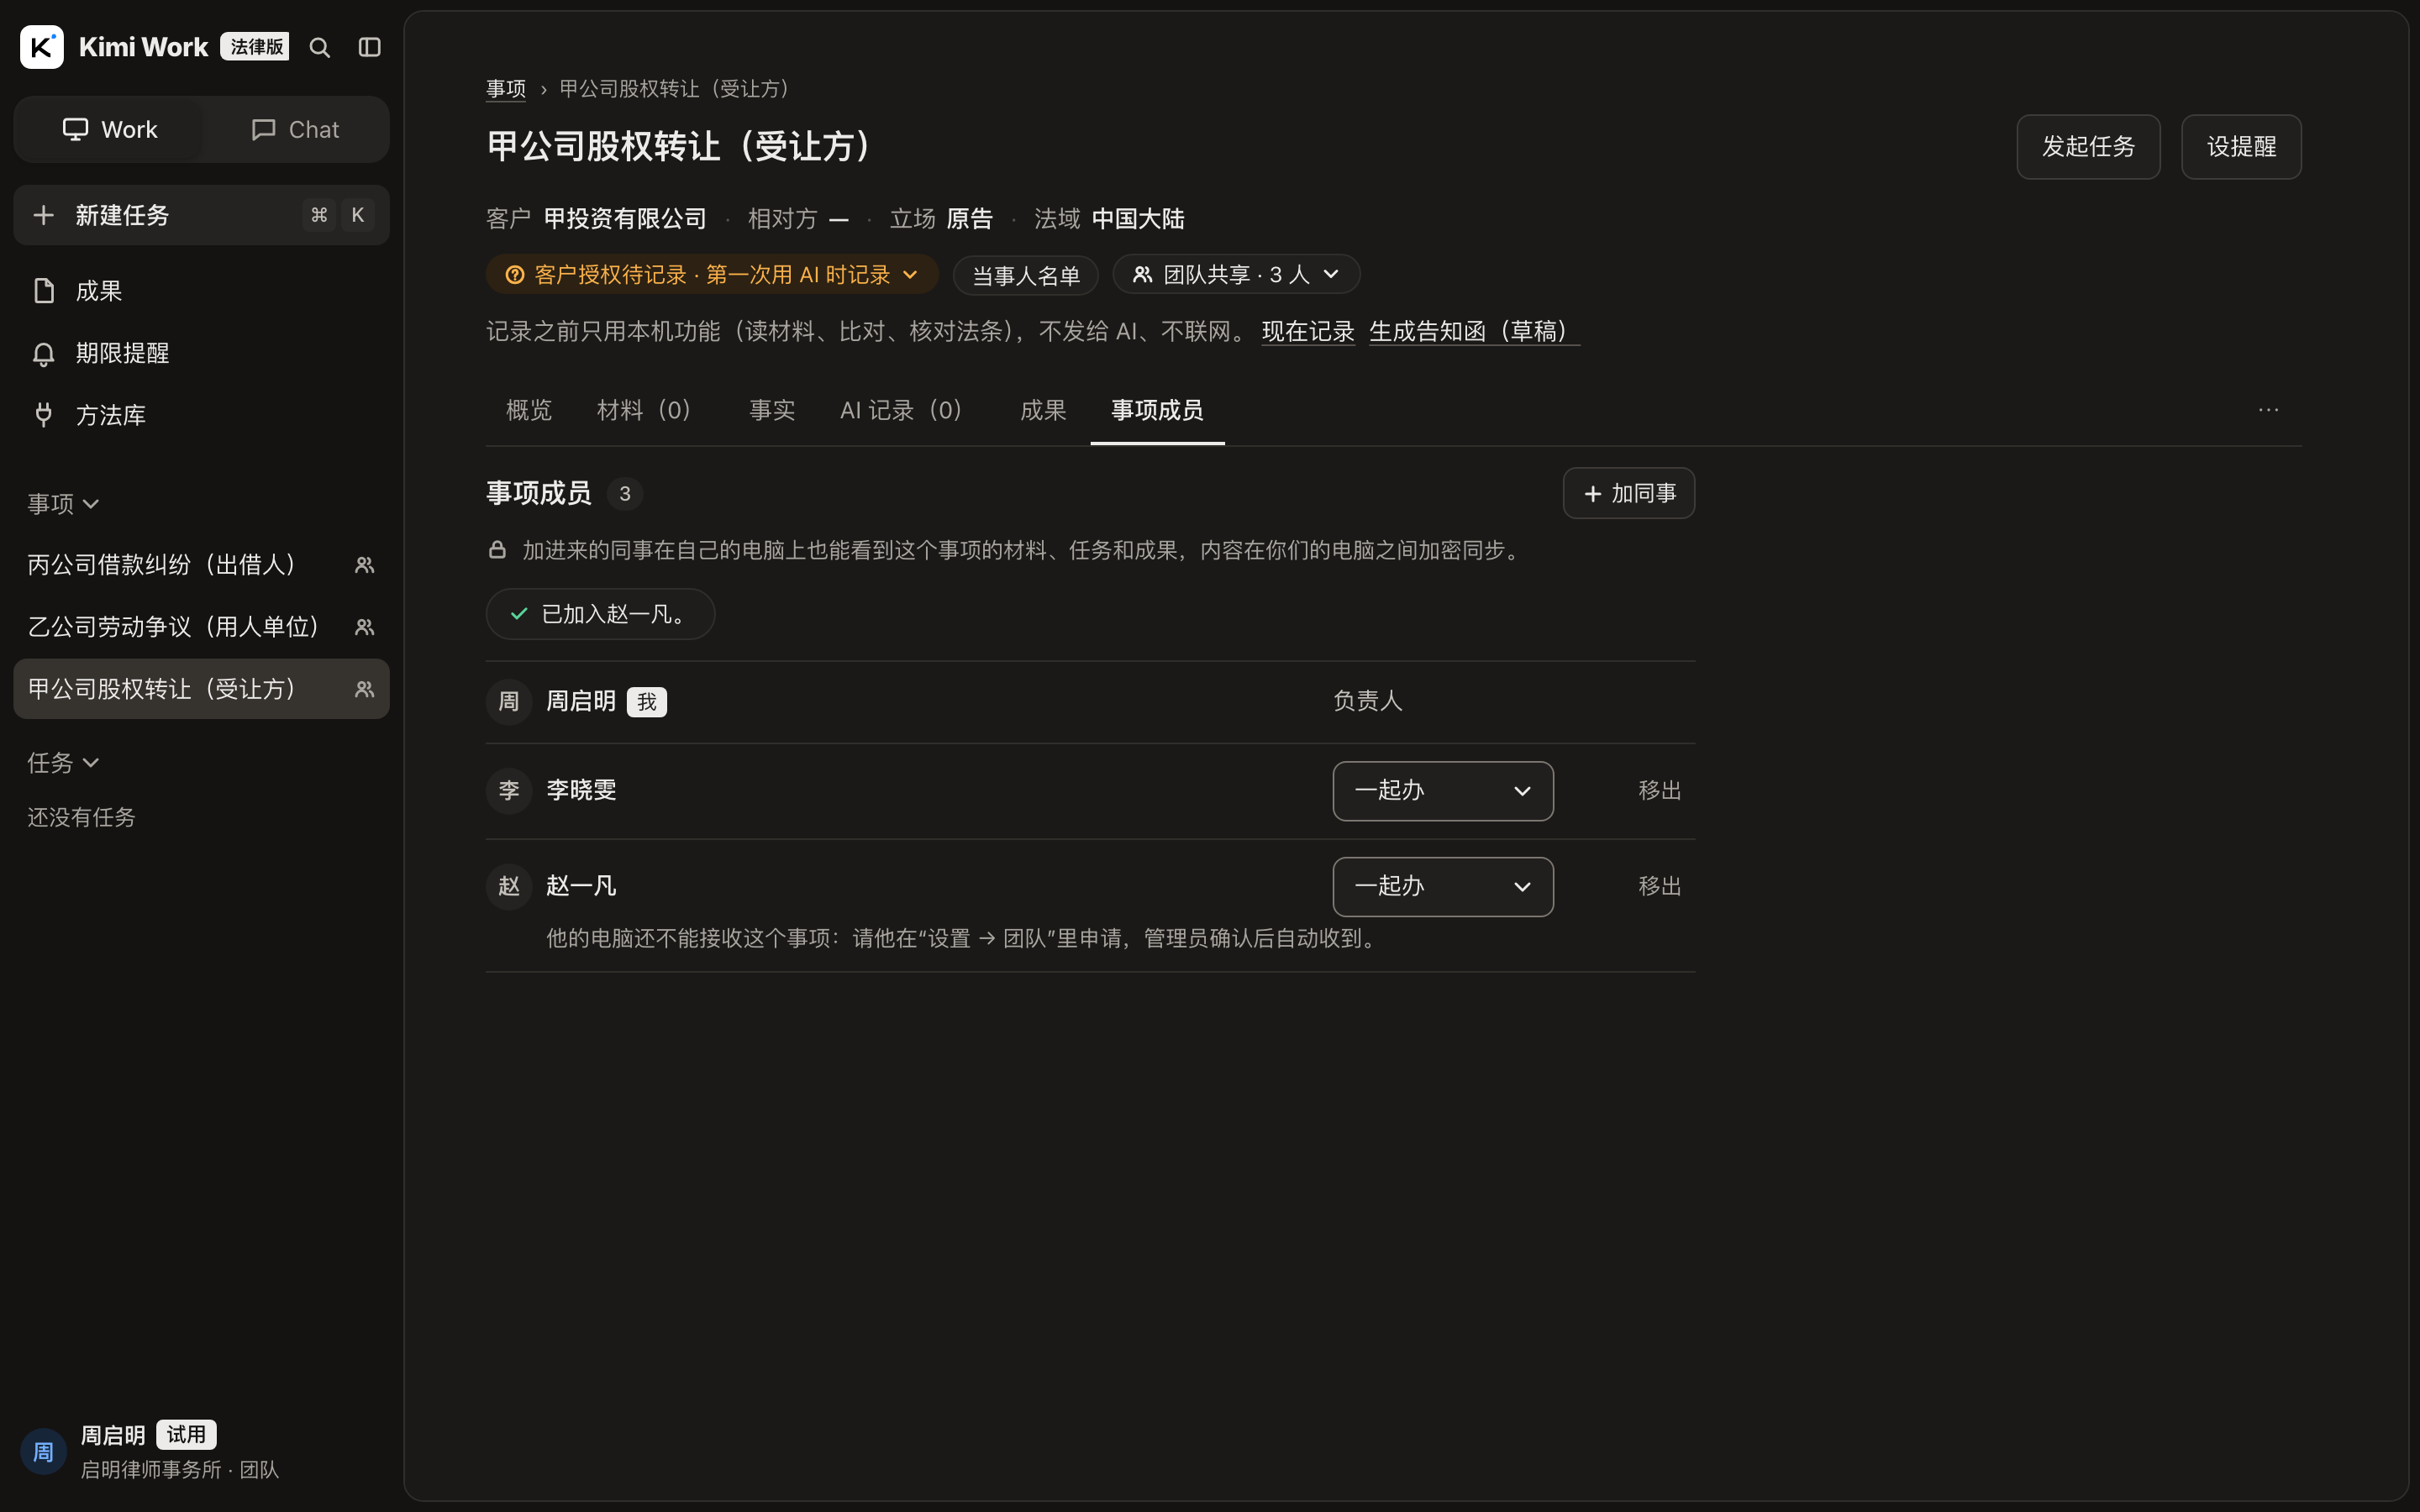 Kimi Work 法律版
Work
Chat
新建任务 ⌘ K
成果
期限提醒
方法库
事项
丙公司借款纠纷（出借人）
乙公司劳动争议（用人单位）
甲公司股权转让（受让方）
任务
还没有任务
周 周启明 试用
启明律师事务所 · 团队
事项 › 甲公司股权转让（受让方）
甲公司股权转让（受让方）
发起任务 设提醒
客户 甲投资有限公司 · 相对方 — · 立场 原告 · 法域 中国大陆
客户授权待记录 · 第一次用 AI 时记录 当事人名单 团队共享 · 3 人
记录之前只用本机功能（读材料、比对、核对法条），不发给 AI、不联网。 现在记录 生成告知函（草稿）
概览 材料（0） 事实 AI 记录（0） 成果 事项成员 ···
事项成员 3 + 加同事
加进来的同事在自己的电脑上也能看到这个事项的材料、任务和成果，内容在你们的电脑之间加密同步。
已加入赵一凡。
周 周启明 我 负责人
李 李晓雯 一起办 移出
赵 赵一凡 一起办 移出
他的电脑还不能接收这个事项：请他在“设置 → 团队”里申请，管理员确认后自动收到。